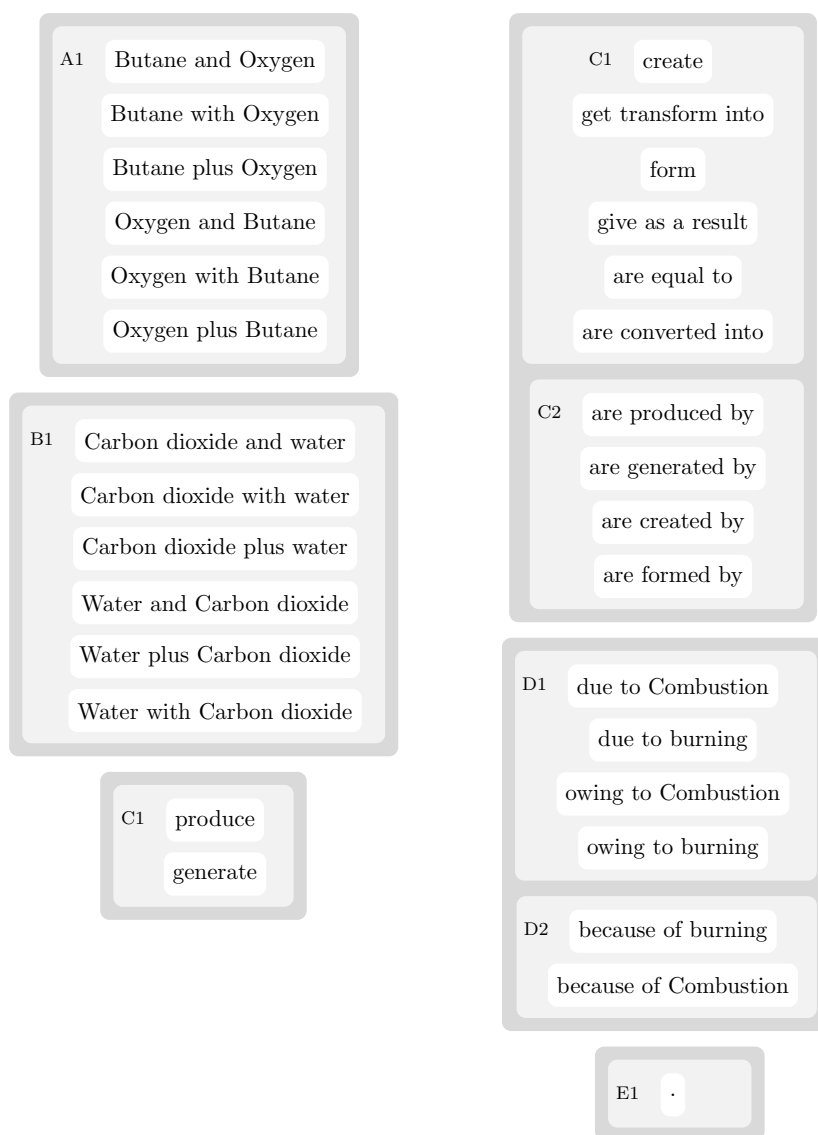 A1 Butane and Oxygen
Butane with Oxygen
Butane plus Oxygen
Oxygen and Butane
Oxygen with Butane
Oxygen plus Butane
B1 Carbon dioxide and water
Carbon dioxide with water
Carbon dioxide plus water
Water and Carbon dioxide
Water plus Carbon dioxide
Water with Carbon dioxide
C1 produce
generate
C1 create
get transform into
form
give as a result
are equal to
are converted into
C2 are produced by
are generated by
are created by
are formed by
D1 due to Combustion
due to burning
owing to Combustion
owing to burning
D2 because of burning
because of Combustion
E1 .